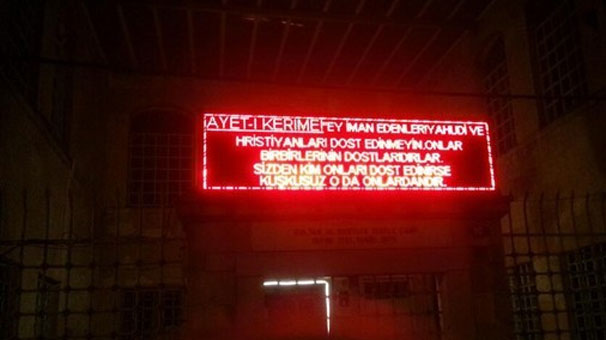 AYET-İ KERİME "EY İMAN EDENLER!YAHUDİ VE
HRİSTİYANLARI DOST EDİNMEYİN.ONLAR
BİRBİRLERİNİN DOSTLARIDIRLAR.
SİZDEN KİM ONLARI DOST EDİNİRSE
KUŞKUSUZ O DA ONLARDANDIR.